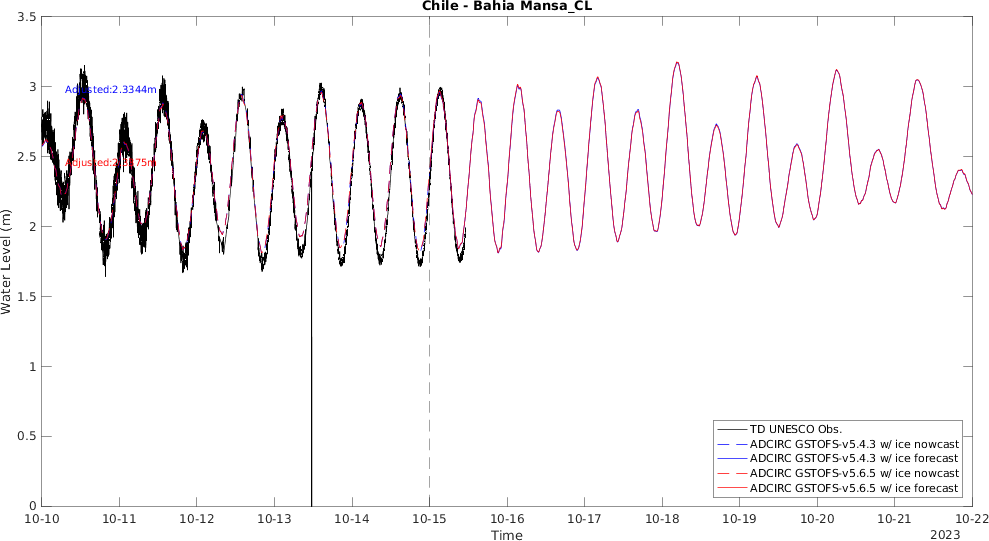 Chile - Bahia Mansa_CL
3.5
3
2.5
2
1.5
1
0.5
0
Water Level (m)
Adjusted:2.3344m
10-10
10-11
10-12
10-13
10-14
10-15
10-16
10-17
10-18
10-19
10-20
10-21
10-22
Time
2023
TD UNESCO Obs.
ADCIRC GSTOFS-v5.4.3 w/ ice nowcast
ADCIRC GSTOFS-v5.4.3 w/ ice forecast
ADCIRC GSTOFS-v5.6.5 w/ ice nowcast
ADCIRC GSTOFS-v5.6.5 w/ ice forecast